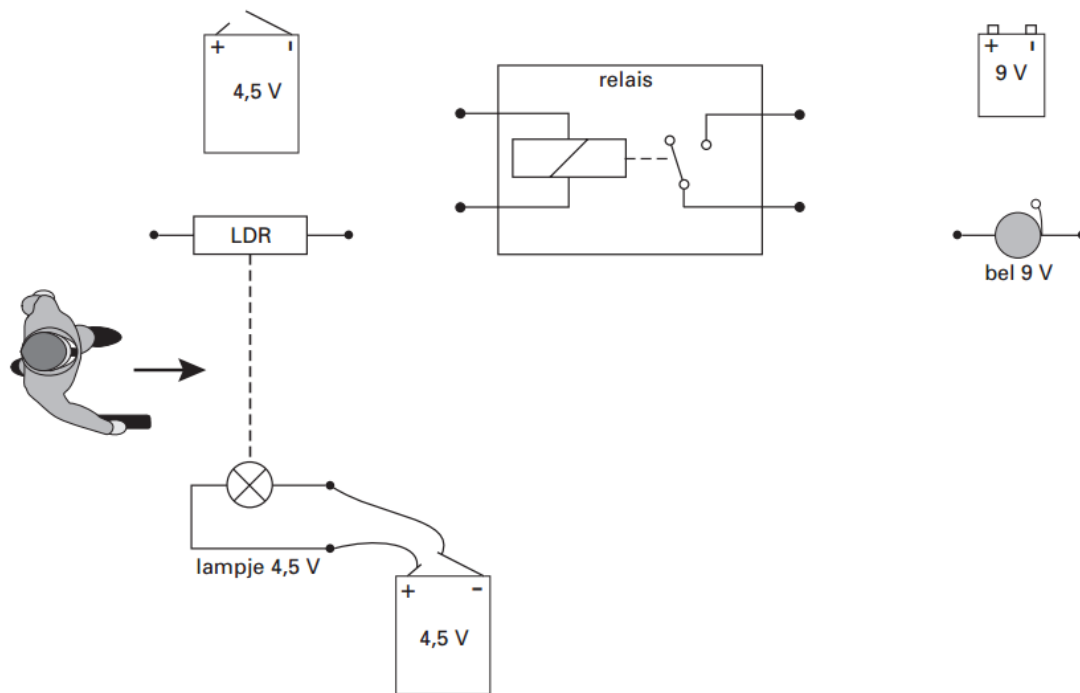 + -
4,5 V
relais
+ -
9 V
LDR
bel 9 V
lampje 4,5 V
+ -
4,5 V